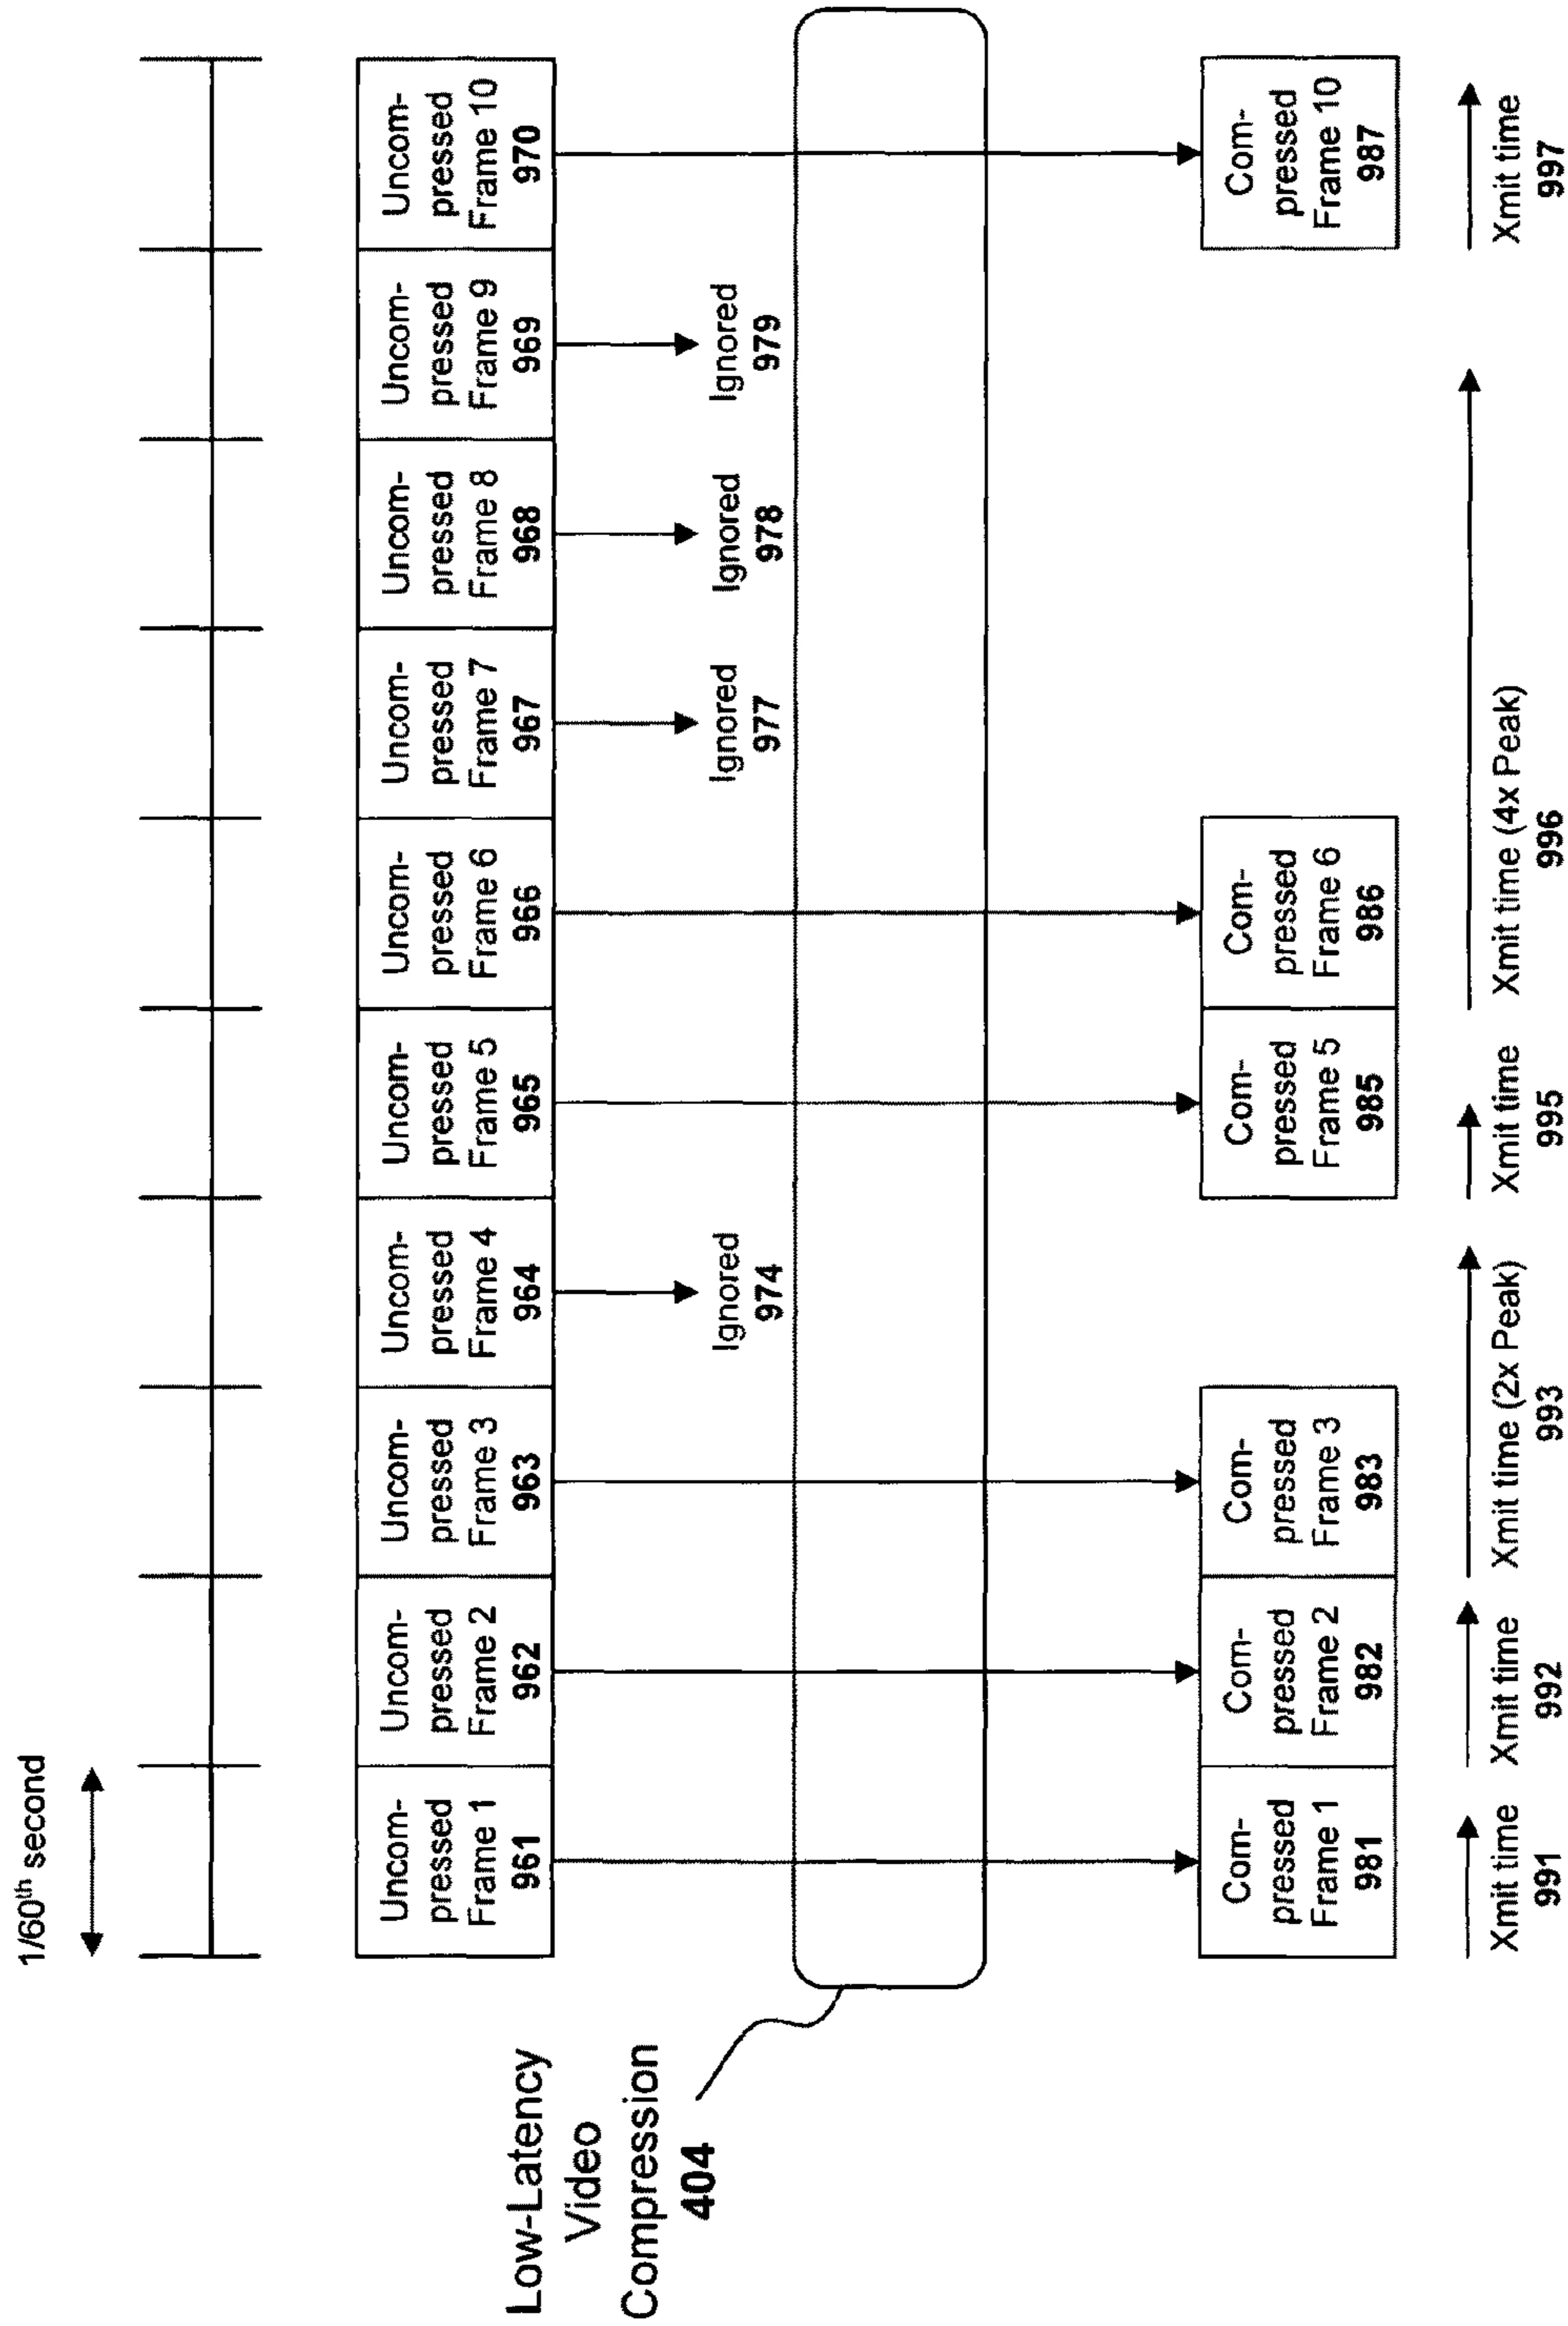 1/60th second
Uncom-
pressed
Frame 1
961
Uncom-
pressed
Frame 2
962
Uncom-
pressed
Frame 3
963
Uncom-
pressed
Frame 4
964
Uncom-
pressed
Frame 5
965
Uncom-
pressed
Frame 6
966
Uncom-
pressed
Frame 7
967
Uncom-
pressed
Frame 8
968
Uncom-
pressed
Frame 9
969
Uncom-
pressed
Frame 10
970
Ignored
974
Ignored
977
Ignored
978
Ignored
979
Low-Latency
Video
Compression
404
Com-
pressed
Frame 1
981
Com-
pressed
Frame 2
982
Com-
pressed
Frame 3
983
Com-
pressed
Frame 5
985
Com-
pressed
Frame 6
986
Com-
pressed
Frame 10
987
Xmit time
991
Xmit time
992
Xmit time (2x Peak)
993
Xmit time
995
Xmit time (4x Peak)
996
Xmit time
997